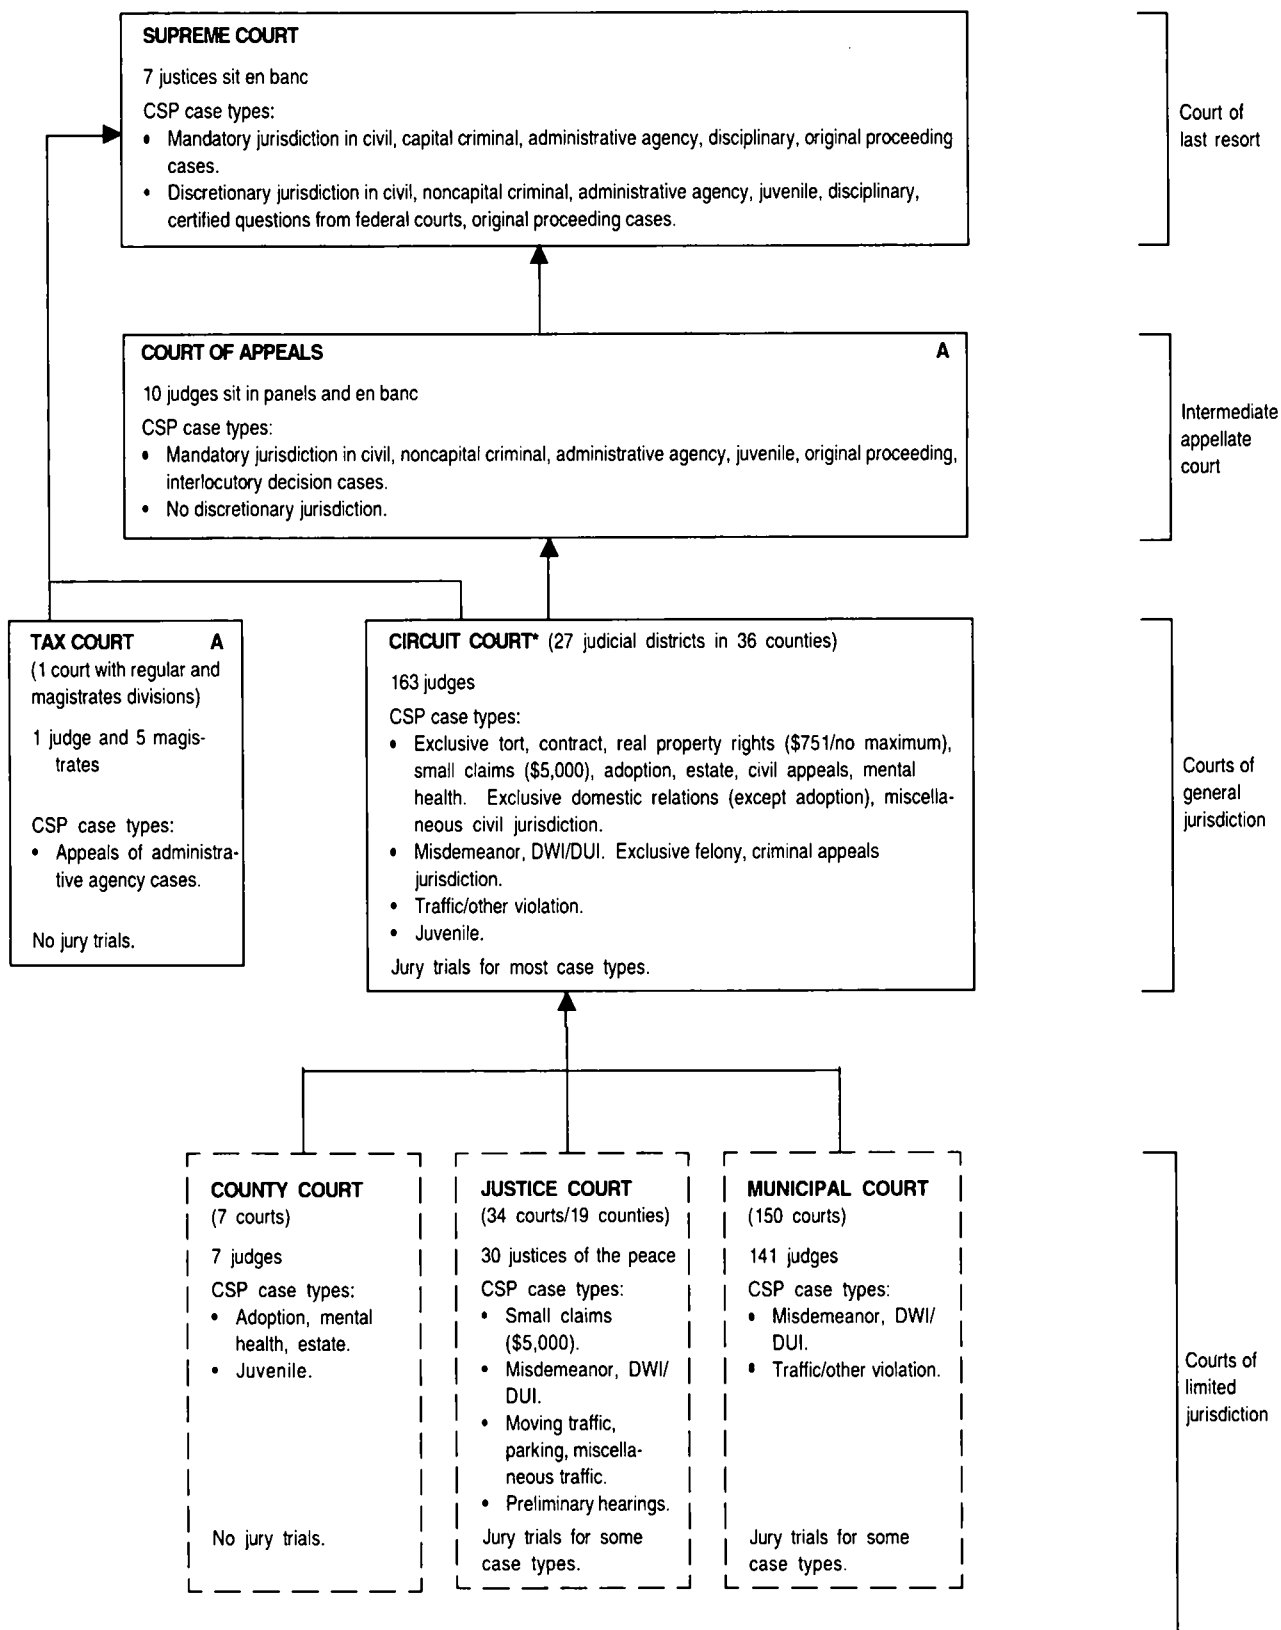 SUPREME COURT
7 justices sit en banc
CSP case types:
• Mandatory jurisdiction in civil, capital criminal, administrative agency, disciplinary, original proceeding
cases.
• Discretionary jurisdiction in civil, noncapital criminal, administrative agency, juvenile, disciplinary,
certified questions from federal courts, original proceeding cases.
Court of
last resort
COURT OF APPEALS A
10 judges sit in panels and en banc
CSP case types:
• Mandatory jurisdiction in civil, noncapital criminal, administrative agency, juvenile, original proceeding,
interlocutory decision cases.
• No discretionary jurisdiction.
Intermediate
appellate
court
TAX COURT A
(1 court with regular and
magistrates divisions)
1 judge and 5 magis-
trates
CSP case types:
• Appeals of administra-
tive agency cases.
No jury trials.
CIRCUIT COURT* (27 judicial districts in 36 counties)
163 judges
CSP case types:
• Exclusive tort, contract, real property rights ($751/no maximum),
small claims ($5,000), adoption, estate, civil appeals, mental
health. Exclusive domestic relations (except adoption), miscella-
neous civil jurisdiction.
• Misdemeanor, DWI/DUI. Exclusive felony, criminal appeals
jurisdiction.
• Traffic/other violation.
• Juvenile.
Jury trials for most case types.
Courts of
general
jurisdiction
COUNTY COURT
(7 courts)
7 judges
CSP case types:
• Adoption, mental
health, estate.
• Juvenile.
No jury trials.
JUSTICE COURT
(34 courts/19 counties)
30 justices of the peace
CSP case types:
• Small claims
($5,000).
• Misdemeanor, DWI/
DUI.
• Moving traffic,
parking, miscella-
neous traffic.
• Preliminary hearings.
Jury trials for some
case types.
MUNICIPAL COURT
(150 courts)
141 judges
CSP case types:
• Misdemeanor, DWI/
DUI.
• Traffic/other violation.
Jury trials for some
case types.
Courts of
limited
jurisdiction